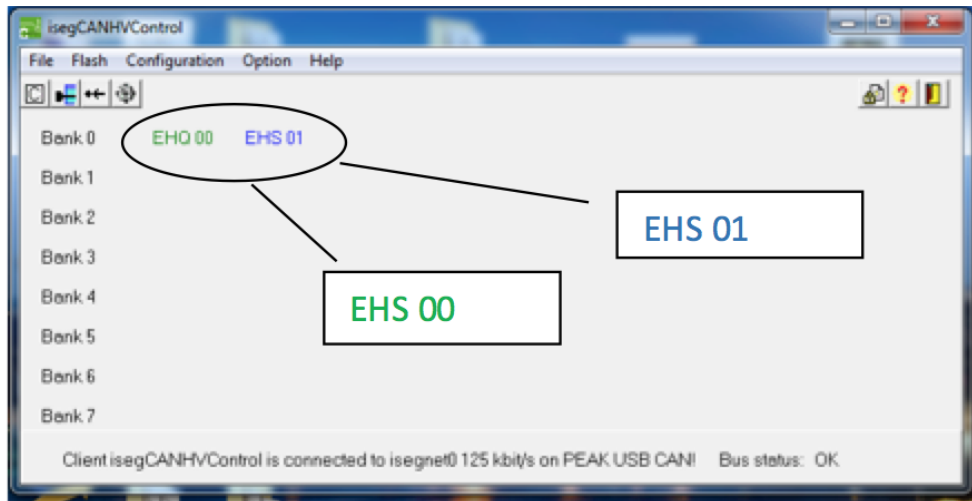 isegCANHVControl
File Flash Configuration Option Help
Bank 0 EHQ 00 EHS 01
Bank 1
Bank 2
EHS 01
Bank 3
Bank 4
EHS 00
Bank 5
Bank 6
Bank 7
Client isegCANHVControl is connected to isegnet0 125 kbit/s on PEAK USB CAN! Bus status: OK